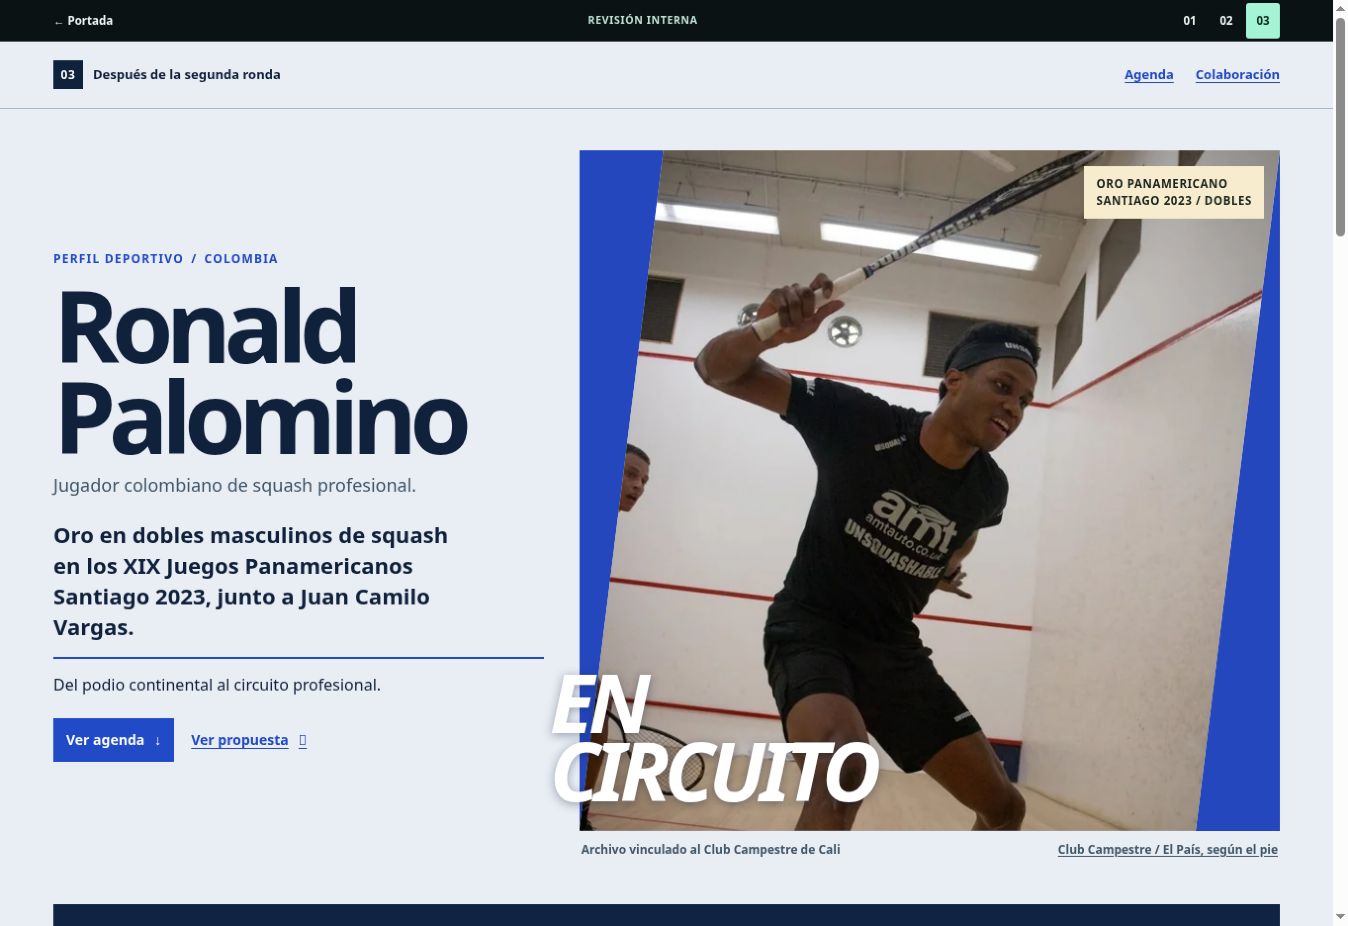 ← Portada
REVISIÓN INTERNA
01 02 03
03 Después de la segunda ronda
Agenda Colaboración
PERFIL DEPORTIVO / COLOMBIA
Ronald
Palomino
Jugador colombiano de squash profesional.
Oro en dobles masculinos de squash
en los XIX Juegos Panamericanos
Santiago 2023, junto a Juan Camilo
Vargas.
Del podio continental al circuito profesional.
Ver agenda ↓
Ver propuesta
ORO PANAMERICANO
SANTIAGO 2023 / DOBLES
amt
amtauto.co.uk
UNSQUASHABLE
EN
CIRCUITO
Archivo vinculado al Club Campestre de Cali
Club Campestre / El País, según el pie